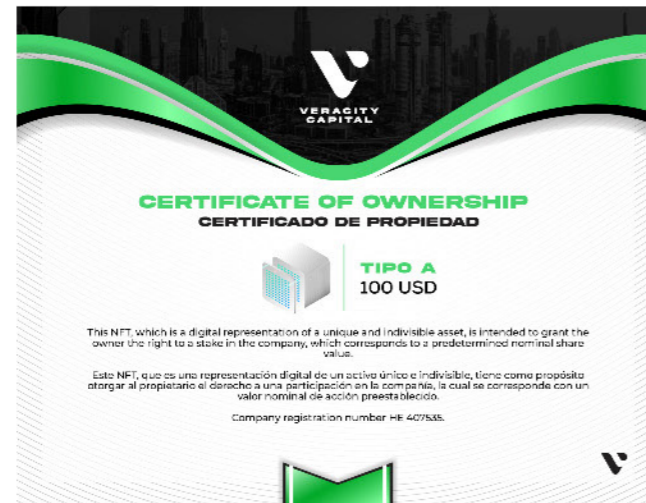 VERACITY
CAPITAL
CERTIFICATE OF OWNERSHIP
CERTIFICADO DE PROPIEDAD
TIPO A
100 USD
This NFT, which is a digital representation of a unique and indivisible asset, is intended to grant the
owner the right to a stake in the company, which corresponds to a predetermined nominal share
value.
Este NFT, que es una representación digital de un activo único e indivisible, tiene como propósito
otorgar al propietario el derecho a una participación en la compañía, la cual se corresponde con un
valor nominal de acción preestablecido.
Company registration number HE 407535.